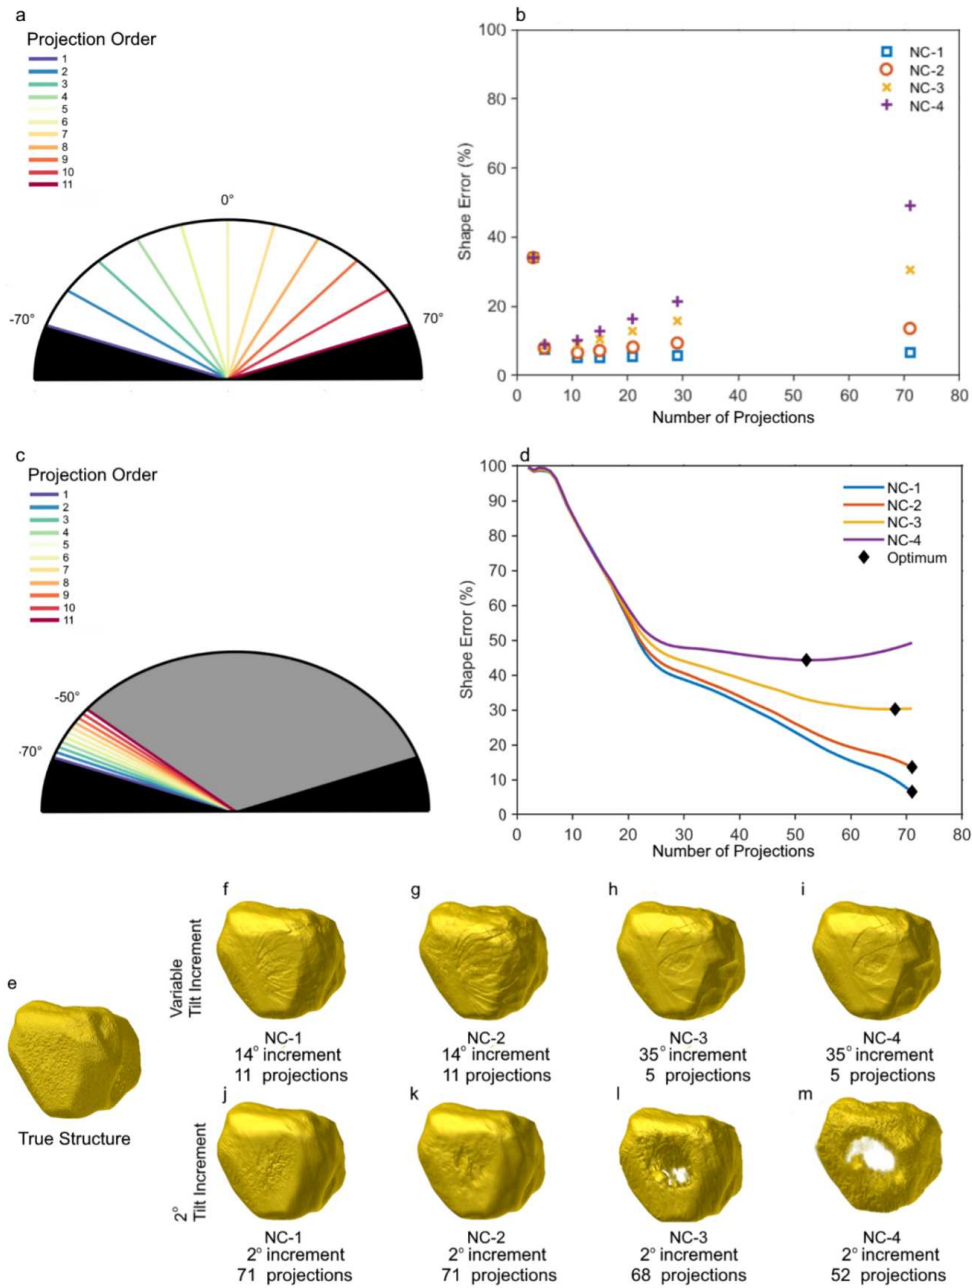 a
Projection Order
1
2
3
4
5
6
7
8
9
10
11
0°
-70°
70°
b
100
80
60
40
20
0
Shape Error (%)
NC-1
NC-2
NC-3
NC-4
0 10 20 30 40 50 60 70 80
Number of Projections
c
Projection Order
1
2
3
4
5
6
7
8
9
10
11
-50°
-70°
d
100
90
80
70
60
50
40
30
20
10
0
Shape Error (%)
NC-1
NC-2
NC-3
NC-4
Optimum
0 10 20 30 40 50 60 70 80
Number of Projections
e
True Structure
Variable
Tilt Increment
f
NC-1
14° increment
11 projections
g
NC-2
14° increment
11 projections
h
NC-3
35° increment
5 projections
i
NC-4
35° increment
5 projections
2°
Tilt Increment
j
NC-1
2° increment
71 projections
k
NC-2
2° increment
71 projections
l
NC-3
2° increment
68 projections
m
NC-4
2° increment
52 projections